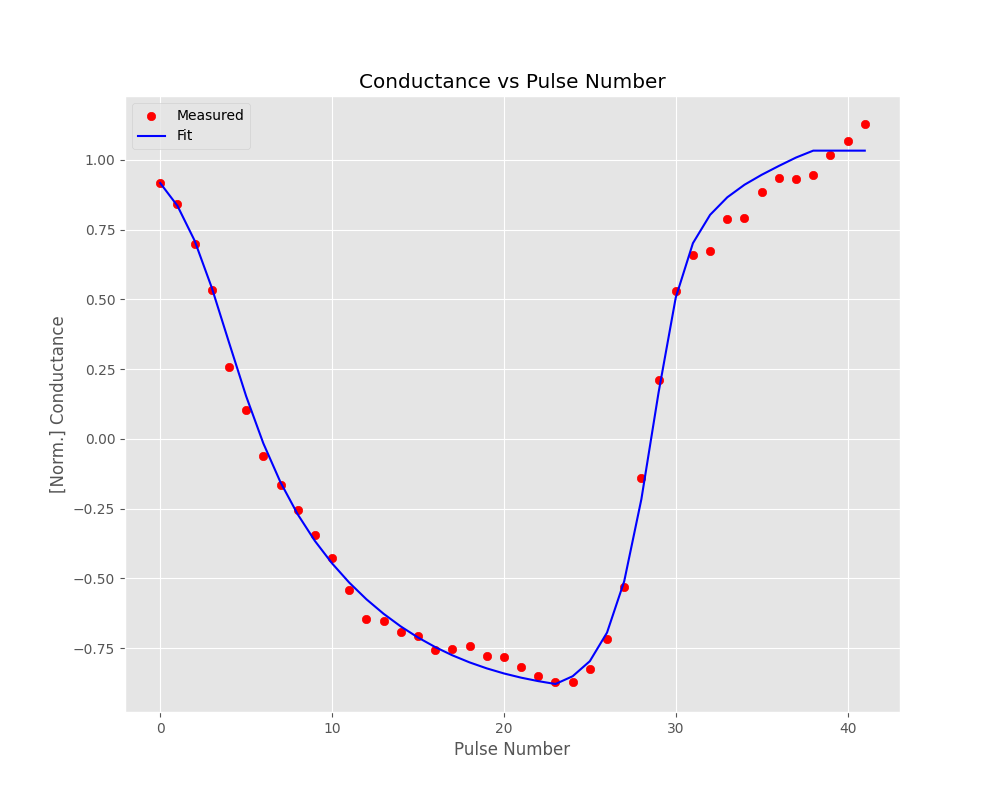 Conductance vs Pulse Number
Measured
Fit
1.00
0.75
0.50
0.25
0.00
−0.25
−0.50
−0.75
[Norm.] Conductance
0 10 20 30 40
Pulse Number